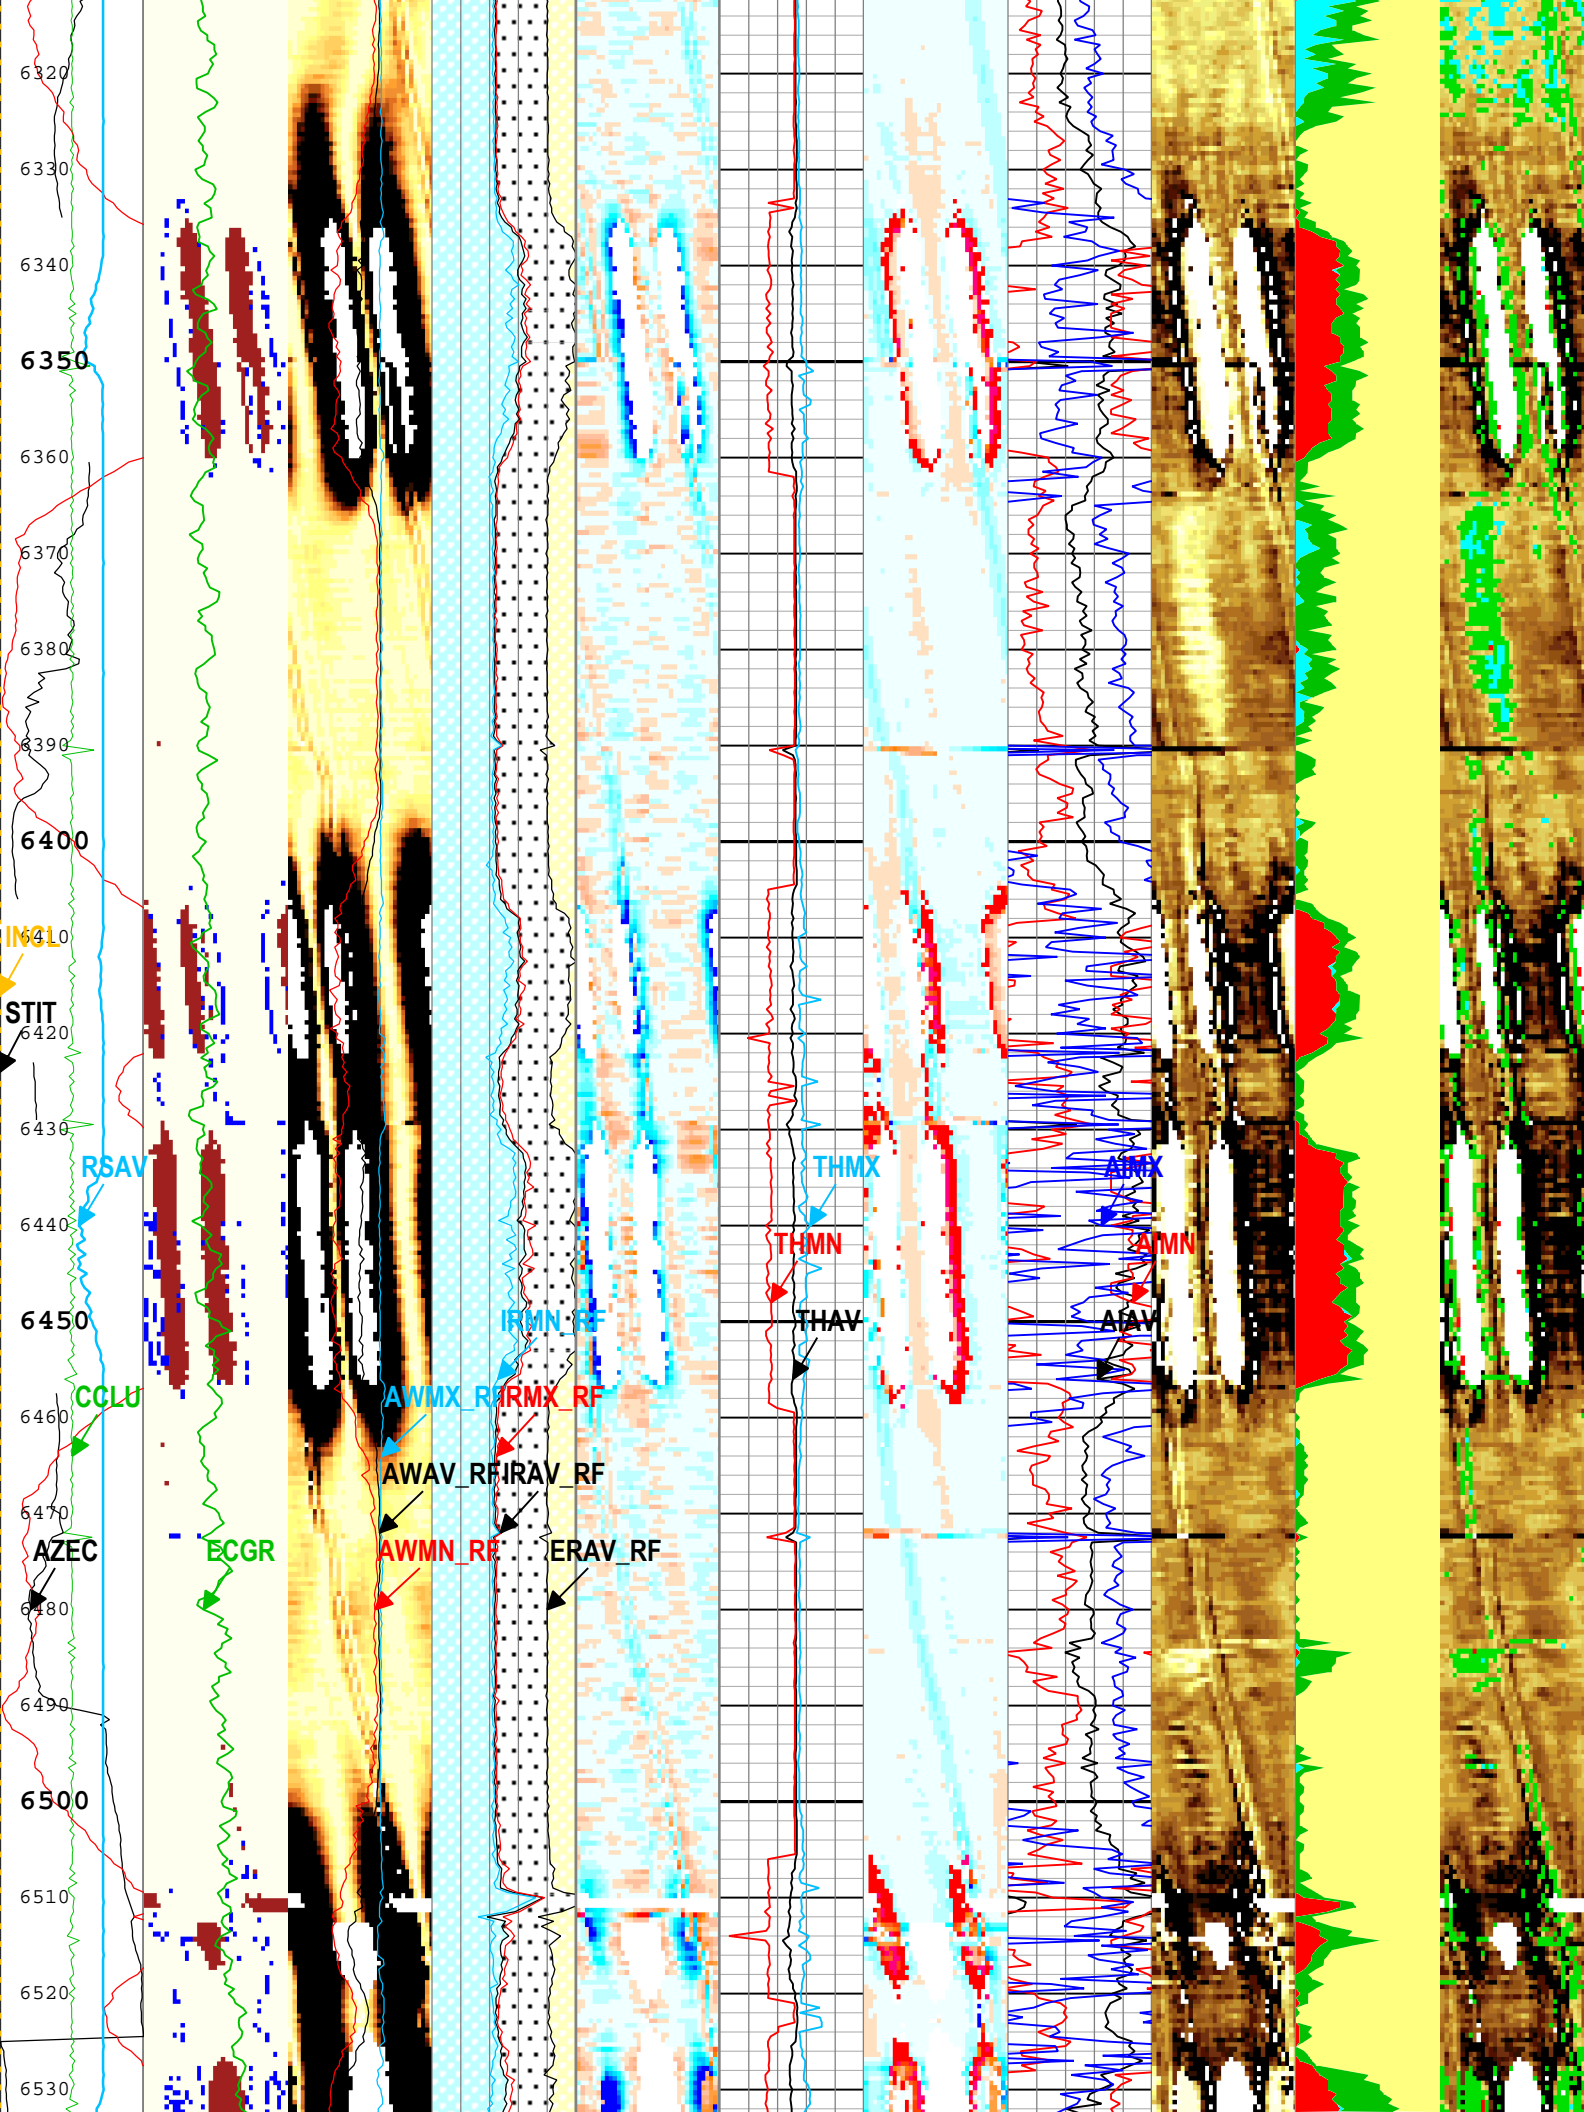 6320
6330
6340
6350
6360
6370
6380
6390
6400
6410
INCL
STIT
6420
6430
RSAV THMX AIMX
6440
THMN AIMN
6450 IRMN_RF THAV AIAV
CCLU AWMX_RF IRMX_RF
6460
AWAV_RF IRAV_RF
6470
AZEC ECGR AWMN_RF ERAV_RF
6480
6490
6500
6510
6520
6530